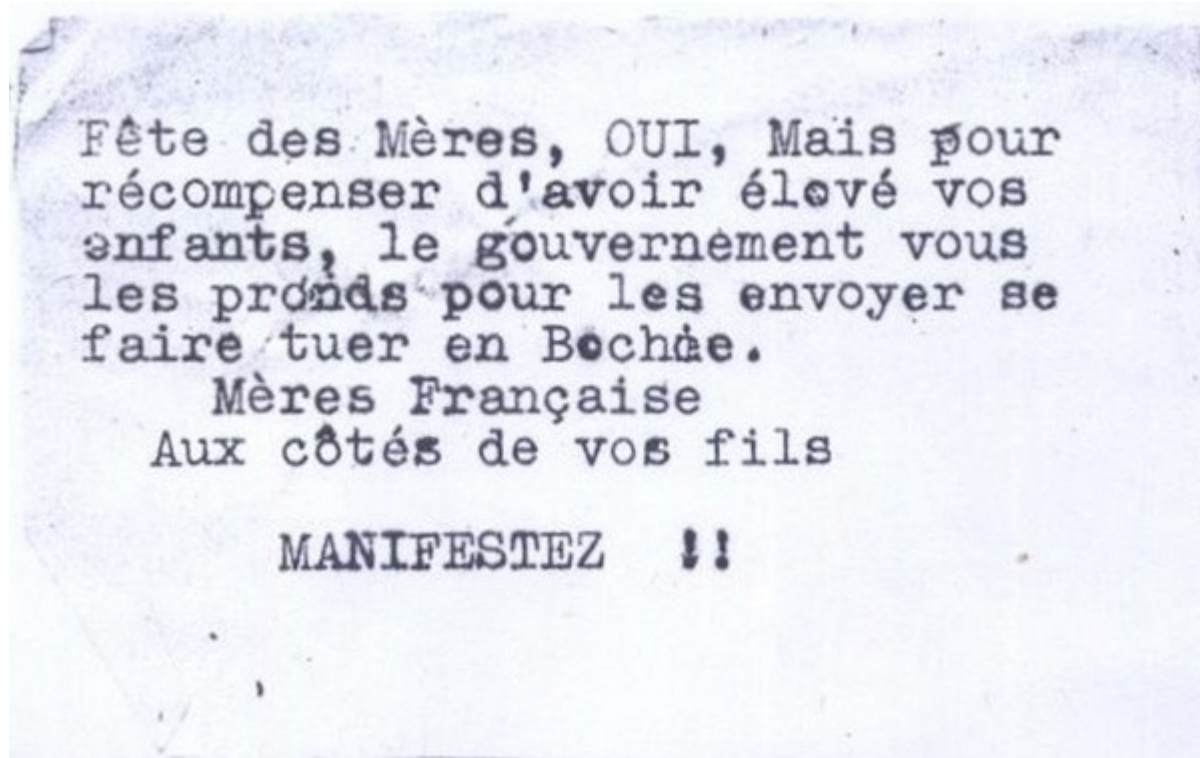 Fête des Mères, OUI, Mais pour
récompenser d'avoir élevé vos
enfants, le gouvernement vous
les prends pour les envoyer se
faire tuer en Bochie.
Mères Française
Aux côtés de vos fils
MANIFESTEZ !!